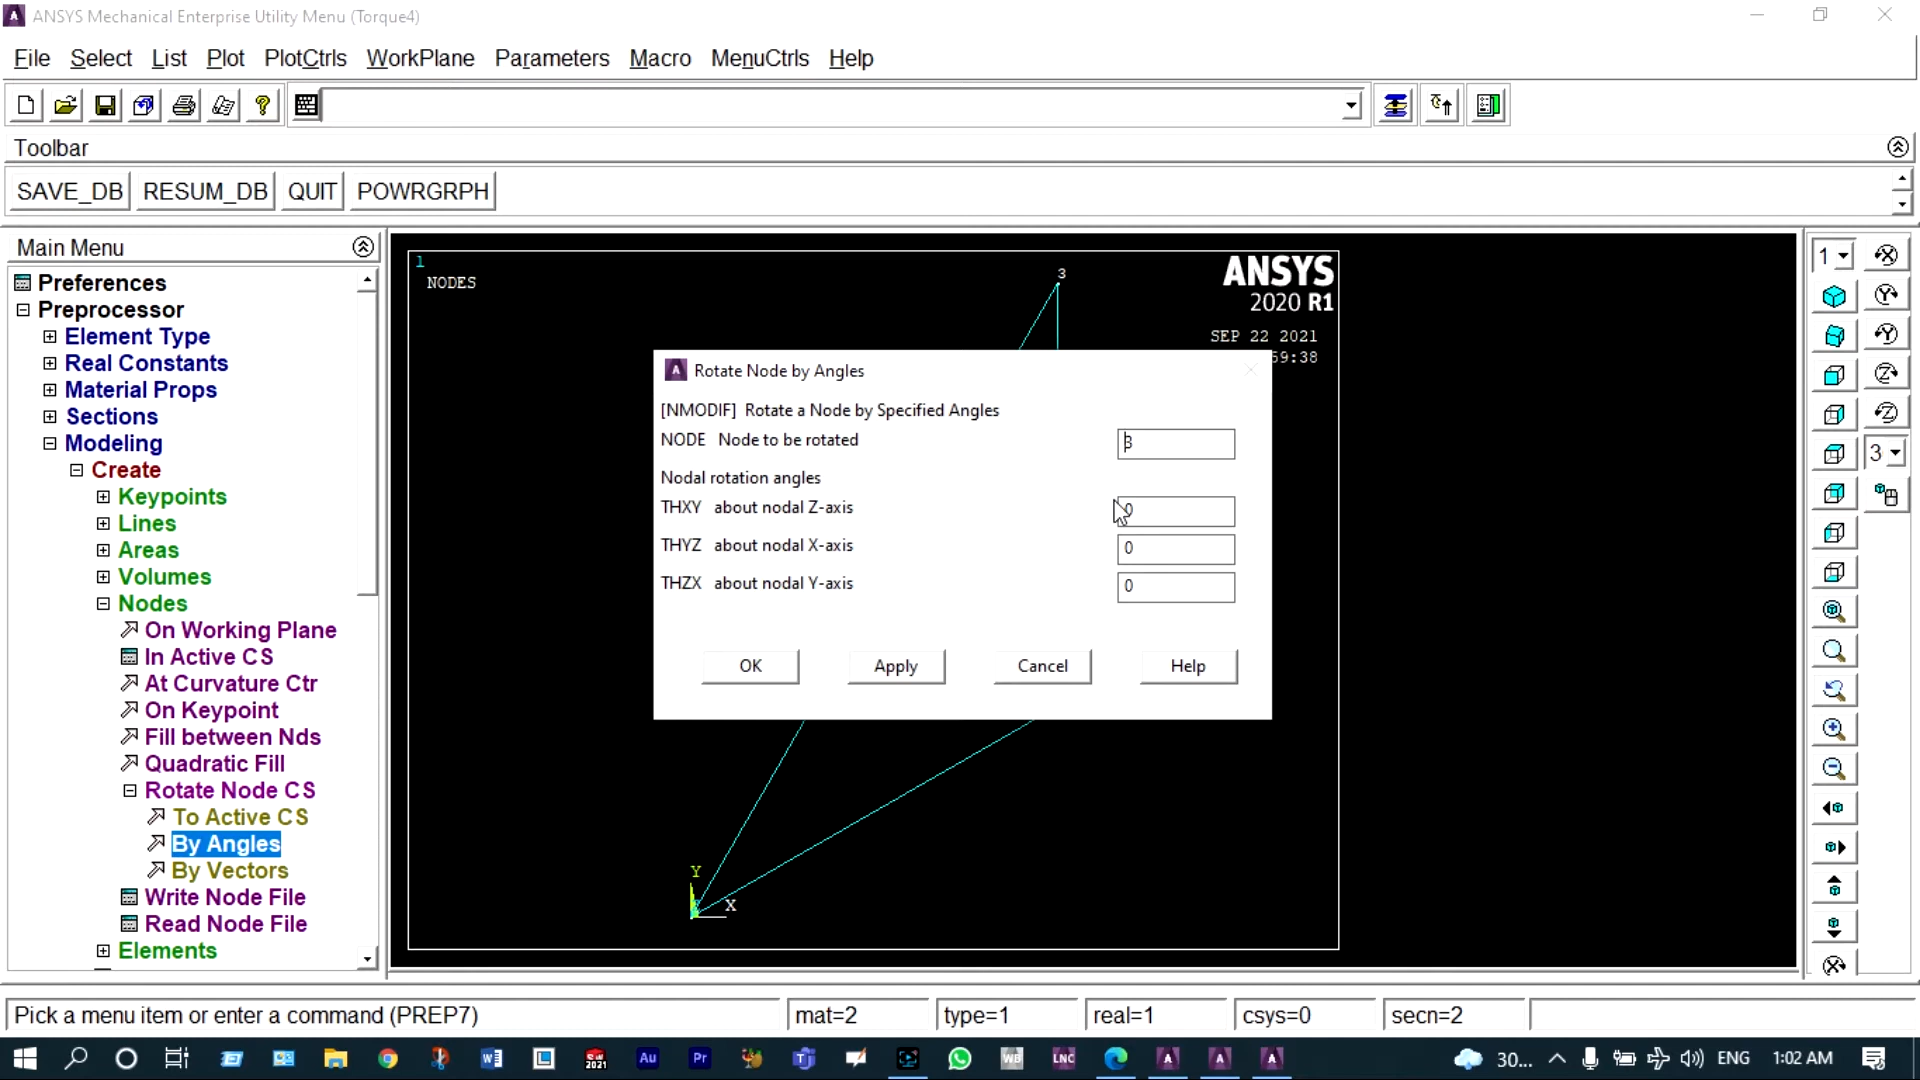 ANSYS Mechanical Enterprise Utility Menu (Torque4)
File Select List Plot PlotCtrls WorkPlane Parameters Macro MenuCtrls Help
Toolbar
SAVE_DB RESUM_DB QUIT POWRGRPH
Main Menu
Preferences
Preprocessor
Element Type
Real Constants
Material Props
Sections
Modeling
Create
Keypoints
Lines
Areas
Volumes
Nodes
On Working Plane
In Active CS
At Curvature Ctr
On Keypoint
Fill between Nds
Quadratic Fill
Rotate Node CS
To Active CS
By Angles
By Vectors
Write Node File
Read Node File
Elements
1
NODES
3
ANSYS
2020 R1
SEP 22 2021
59:38
Rotate Node by Angles
[NMODIF] Rotate a Node by Specified Angles
NODE Node to be rotated 3
Nodal rotation angles
THXY about nodal Z-axis 0
THYZ about nodal X-axis 0
THZX about nodal Y-axis 0
OK Apply Cancel Help
Y
X
1
3
Pick a menu item or enter a command (PREP7) mat=2 type=1 real=1 csys=0 secn=2
30... ENG 1:02 AM